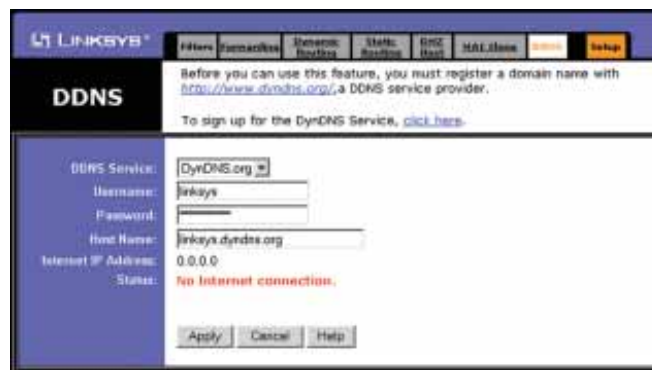 LINKSYS®
Filters Forwarding Dynamic Routing Static Routing DMZ Host MAC Clone DDNS Setup
DDNS
Before you can use this feature, you must register a domain name with
http://www.dyndns.org/,a DDNS service provider.
To sign up for the DynDNS Service, click here.
DDNS Service: DynDNS.org
Username: linksys
Password:
Host Name: linksys.dyndns.org
Internet IP Address: 0.0.0.0
Status: No Internet connection.
Apply Cancel Help